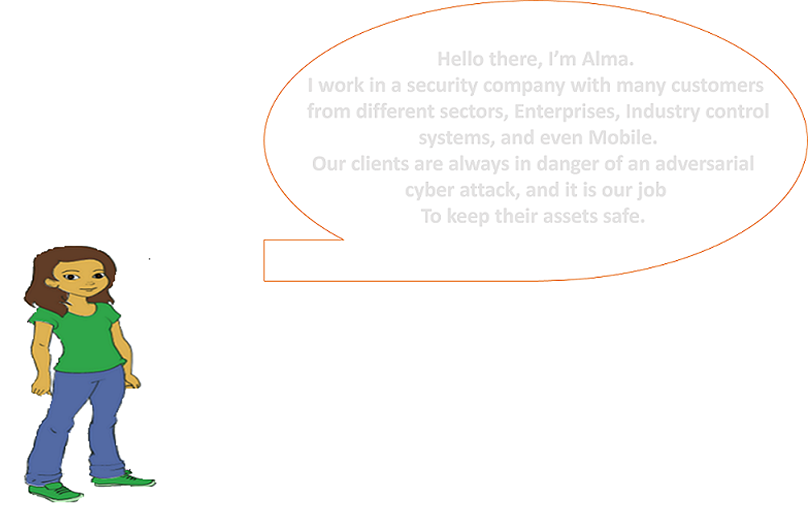 Hello there, I'm Alma.
I work in a security company with many customers
from different sectors, Enterprises, Industry control
systems, and even Mobile.
Our clients are always in danger of an adversarial
cyber attack, and it is our job
To keep their assets safe.